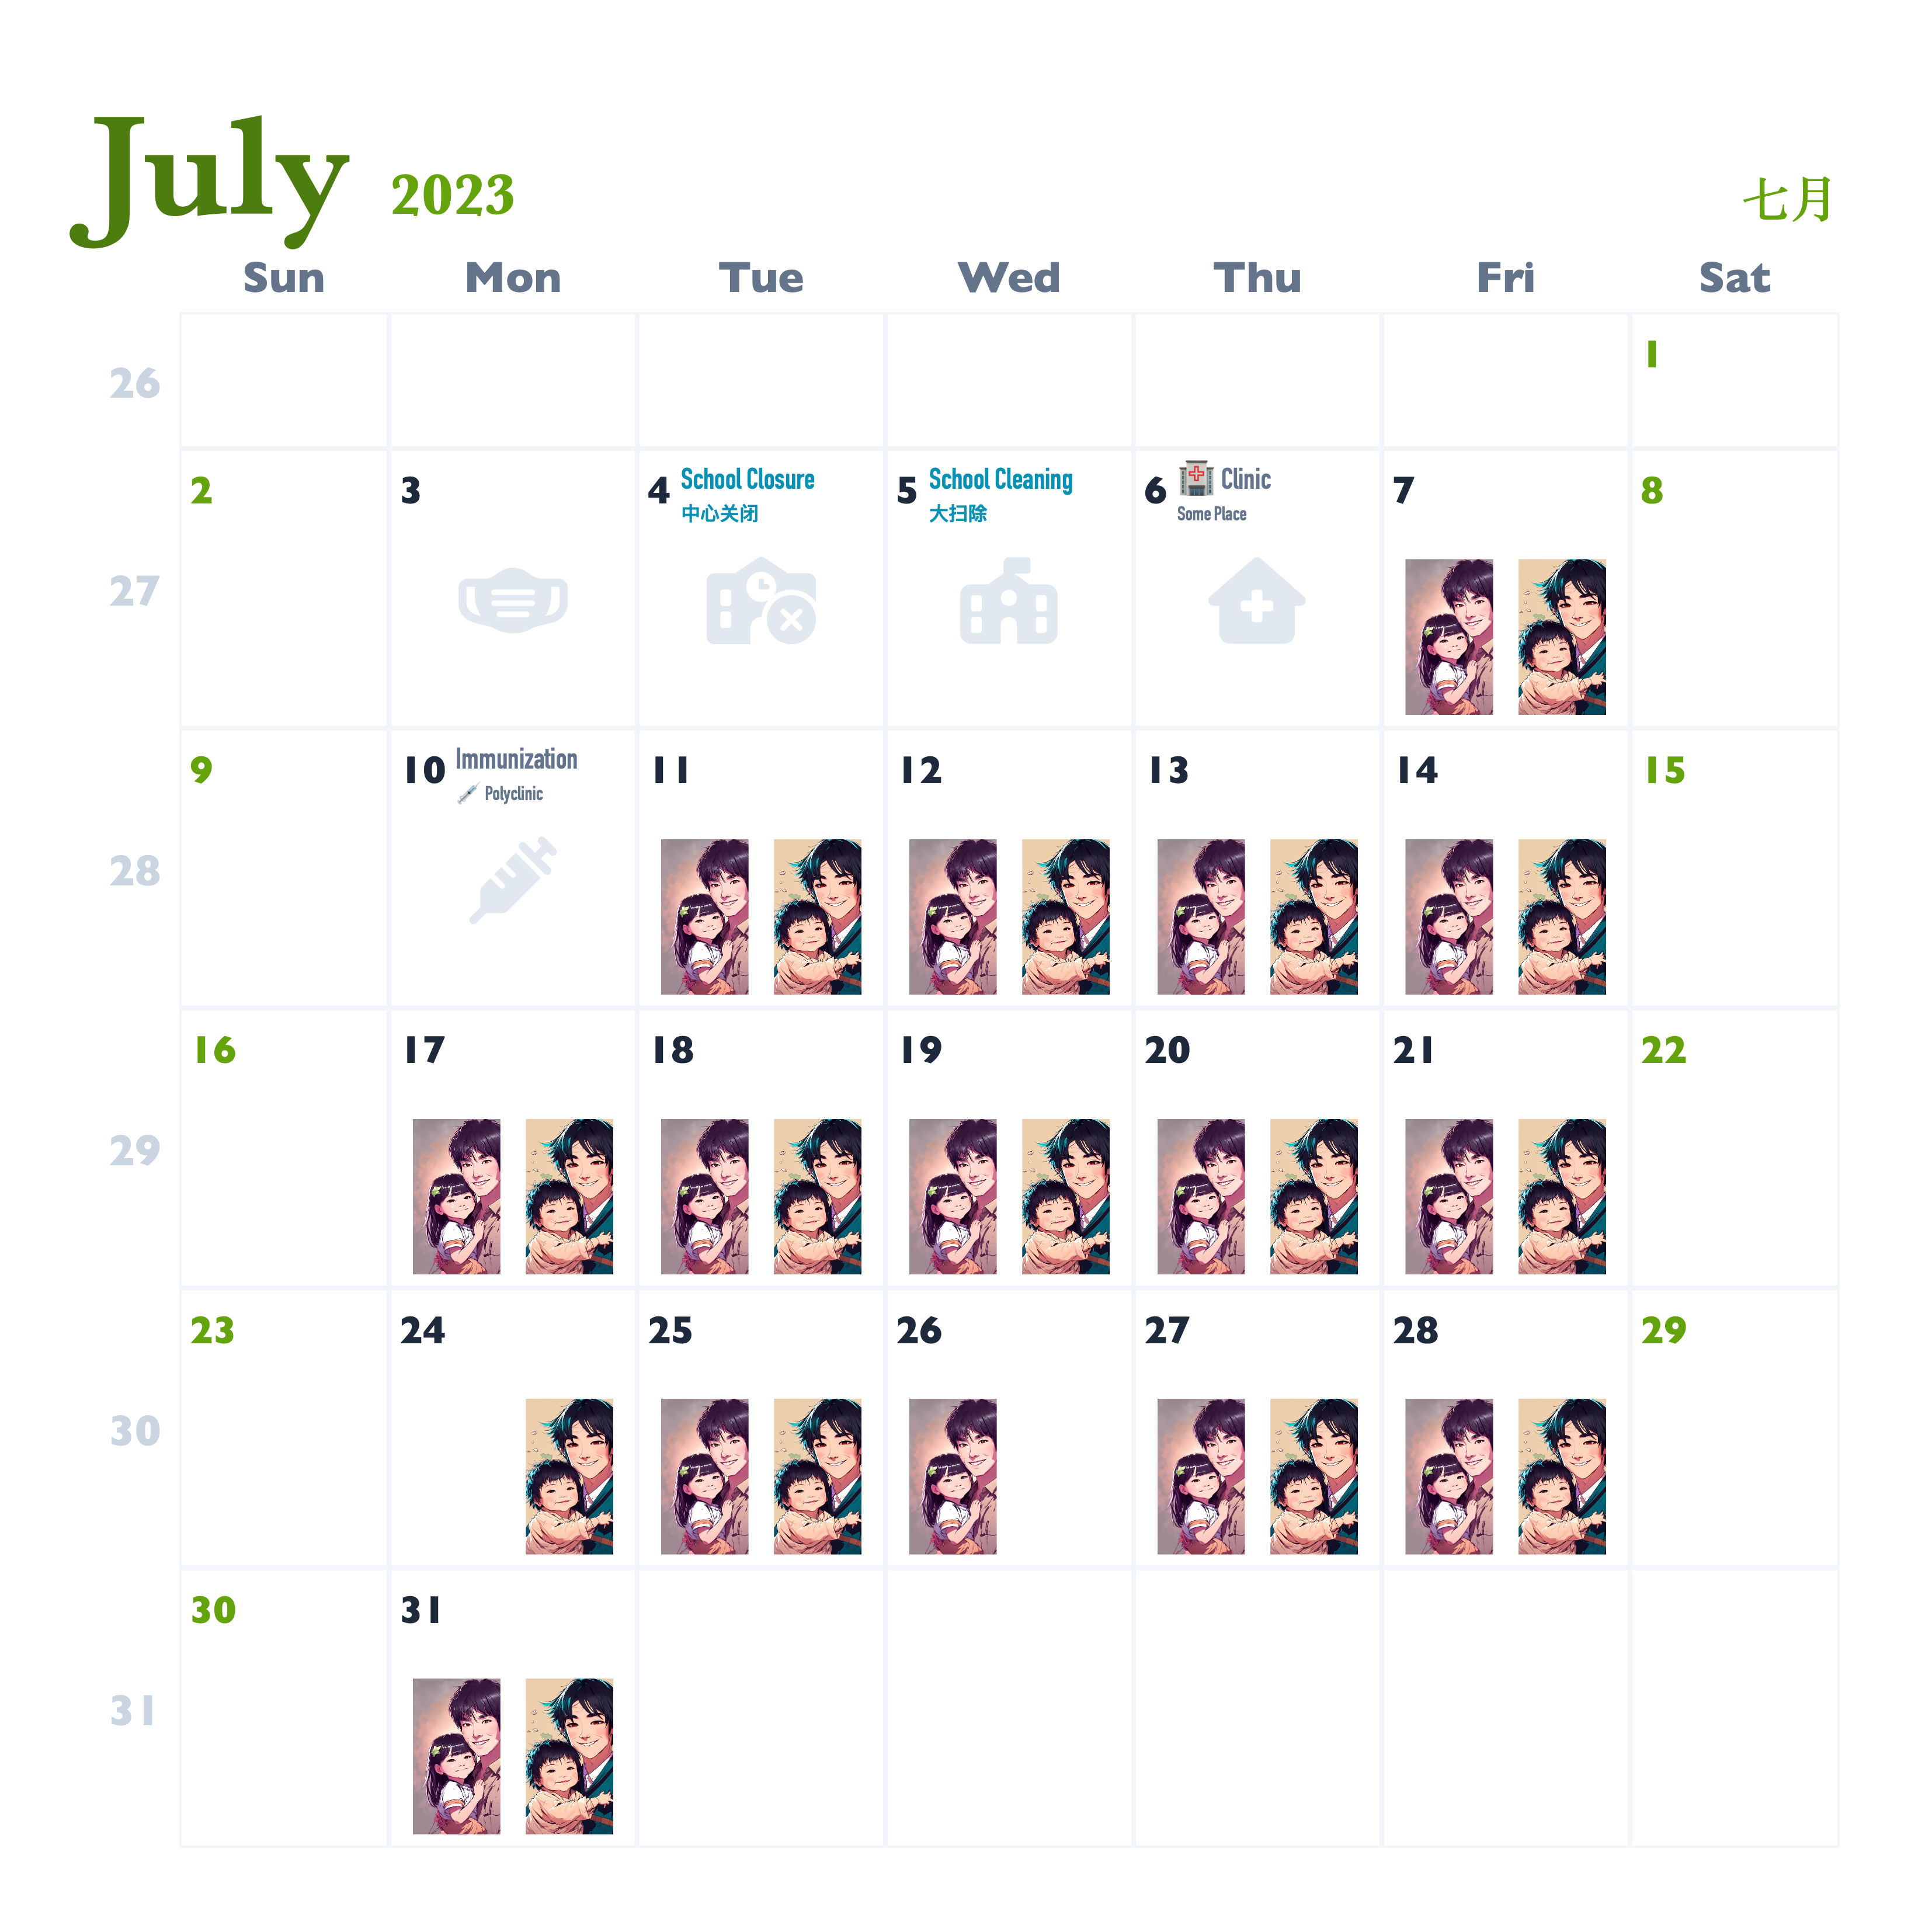 July 2023 七月
Sun Mon Tue Wed Thu Fri Sat
26 1
2 3 4 School Closure 5 School Cleaning 6 Clinic 7 8
中心关闭 大扫除 Some Place
27
9 10 Immunization 11 12 13 14 15
Polyclinic
28
16 17 18 19 20 21 22
29
23 24 25 26 27 28 29
30
30 31
31